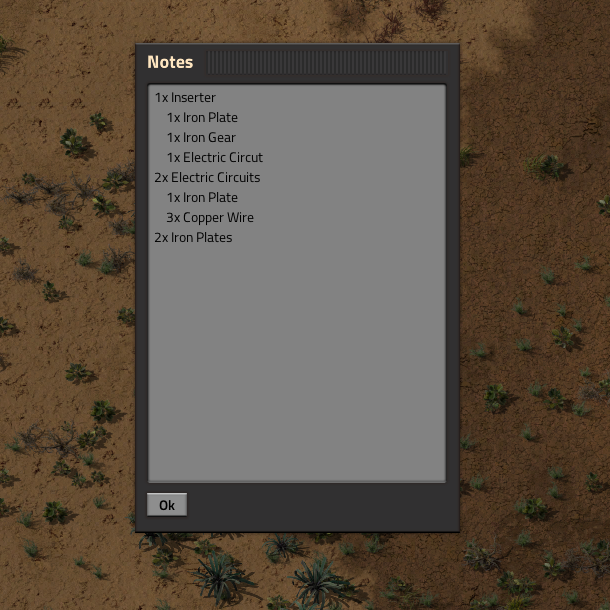 Notes
1x Inserter
1x Iron Plate
1x Iron Gear
1x Electric Circut
2x Electric Circuits
1x Iron Plate
3x Copper Wire
2x Iron Plates
Ok